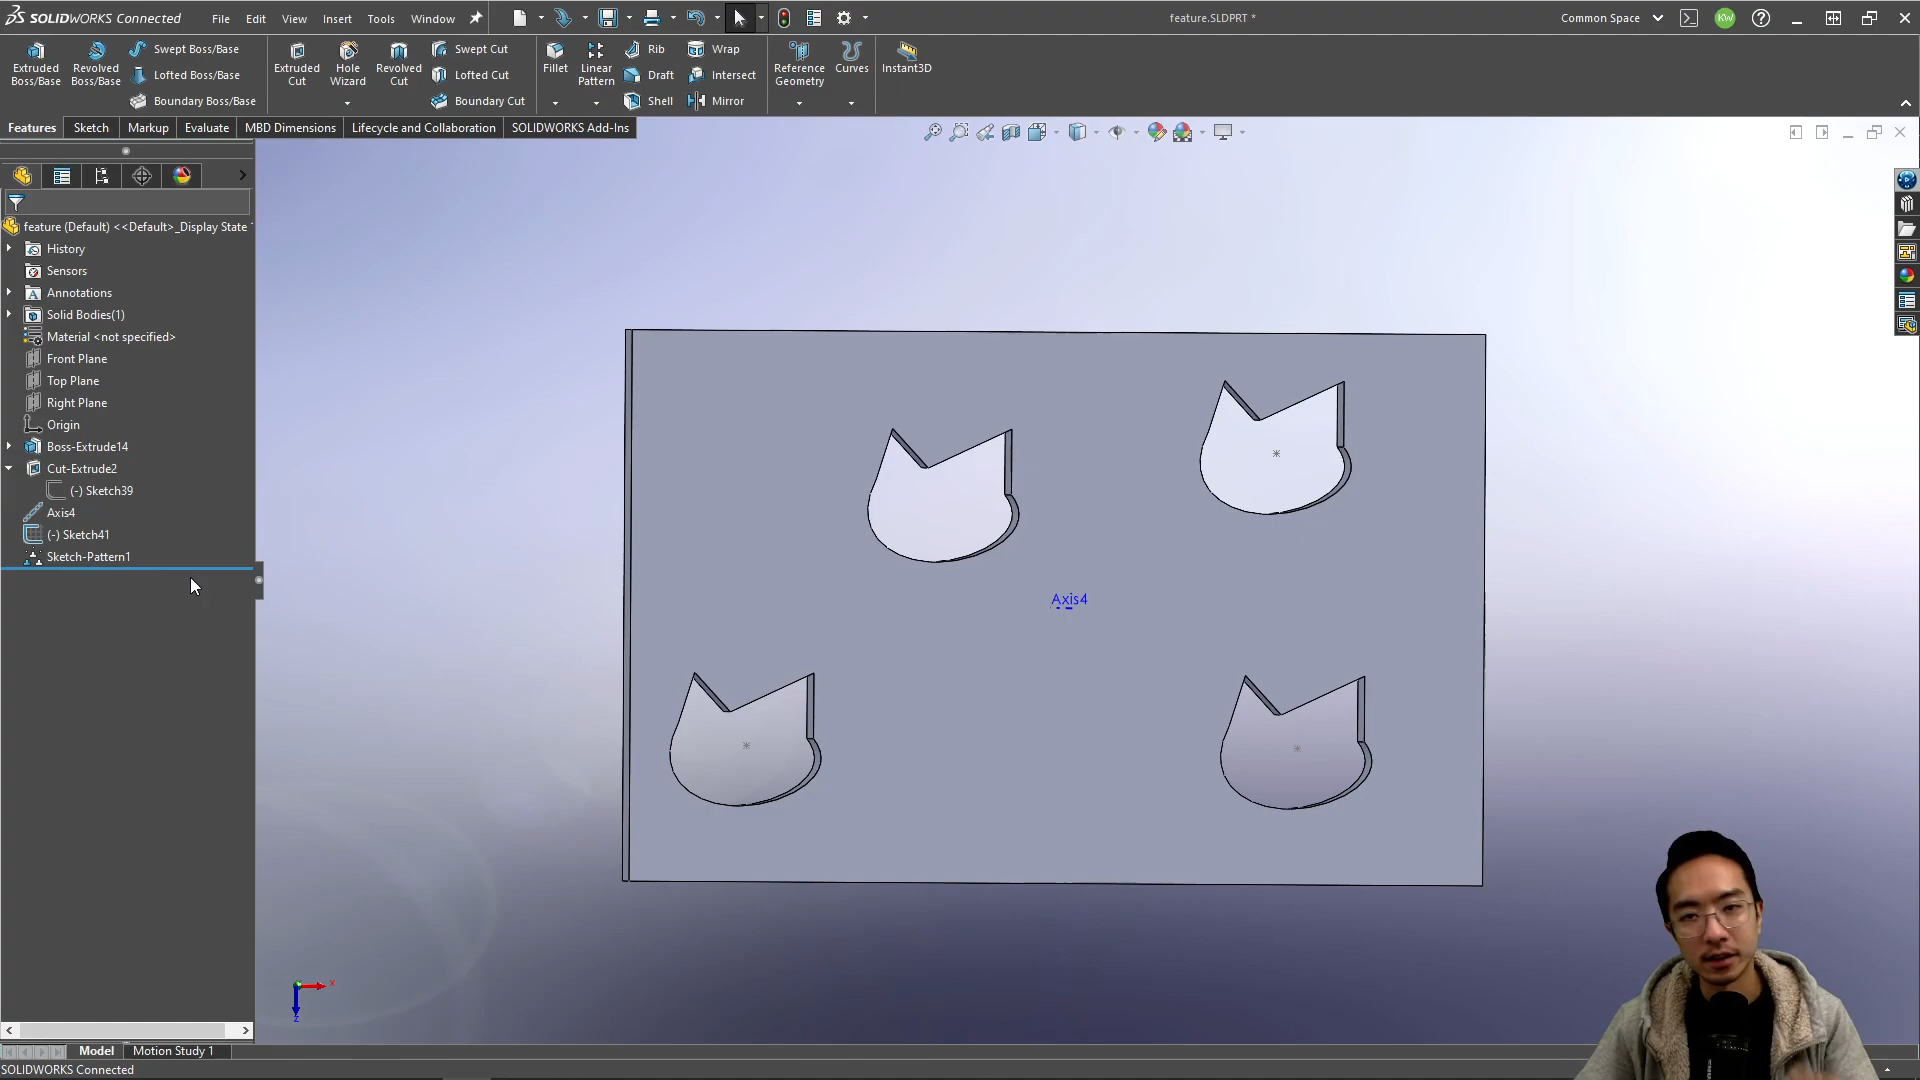 SOLIDWORKS Connected
File Edit View Insert Tools Window
feature.SLDPRT *
Common Space
KW
Extruded Boss/Base
Revolved Boss/Base
Swept Boss/Base
Lofted Boss/Base
Boundary Boss/Base
Extruded Cut
Hole Wizard
Revolved Cut
Swept Cut
Lofted Cut
Boundary Cut
Fillet
Linear Pattern
Rib
Draft
Shell
Wrap
Intersect
Mirror
Reference Geometry
Curves
Instant3D
Features Sketch Markup Evaluate MBD Dimensions Lifecycle and Collaboration SOLIDWORKS Add-Ins
feature (Default) <<Default>_Display State
History
Sensors
Annotations
Solid Bodies(1)
Material <not specified>
Front Plane
Top Plane
Right Plane
Origin
Boss-Extrude14
Cut-Extrude2
(-) Sketch39
Axis4
(-) Sketch41
Sketch-Pattern1
Axis4
x
z
Model Motion Study 1
SOLIDWORKS Connected